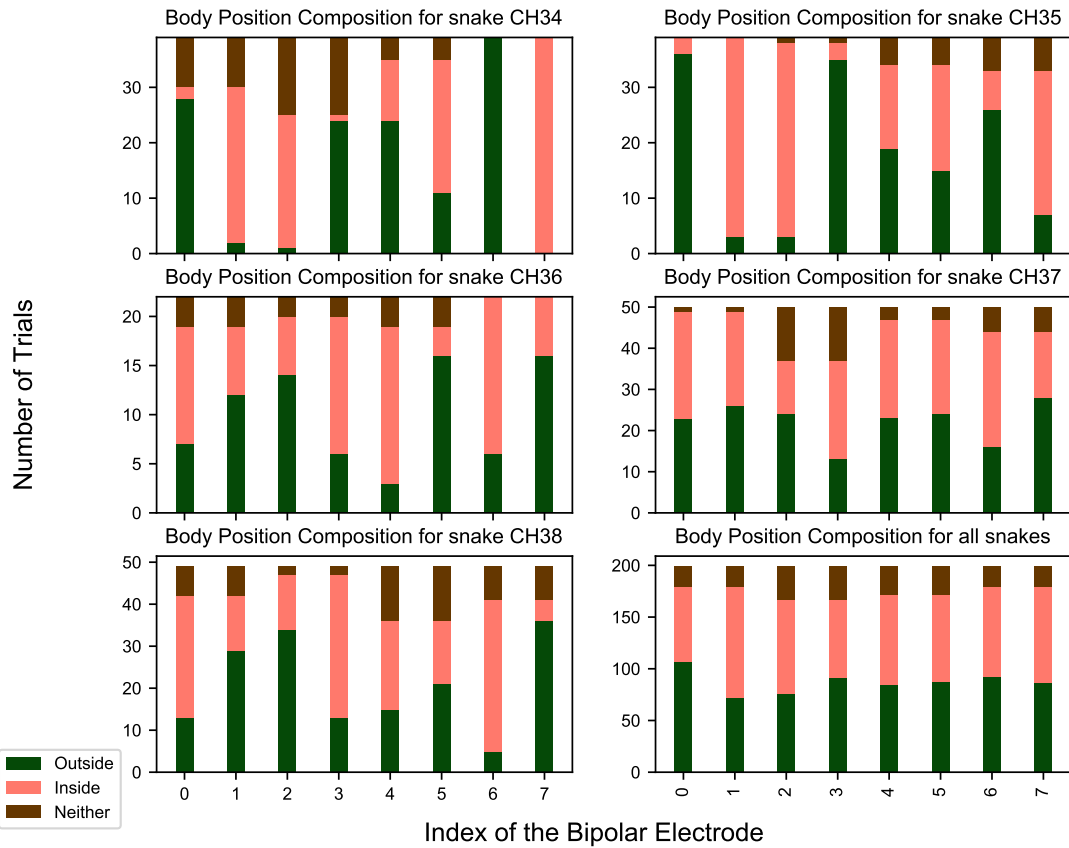 Body Position Composition for snake CH34
30
20
10
0
Body Position Composition for snake CH35
30
20
10
0
Body Position Composition for snake CH36
20
15
10
5
0
Body Position Composition for snake CH37
50
40
30
20
10
0
Body Position Composition for snake CH38
50
40
30
20
10
0
0 1 2 3 4 5 6 7
Body Position Composition for all snakes
200
150
100
50
0
0 1 2 3 4 5 6 7
Number of Trials
Index of the Bipolar Electrode
Outside
Inside
Neither